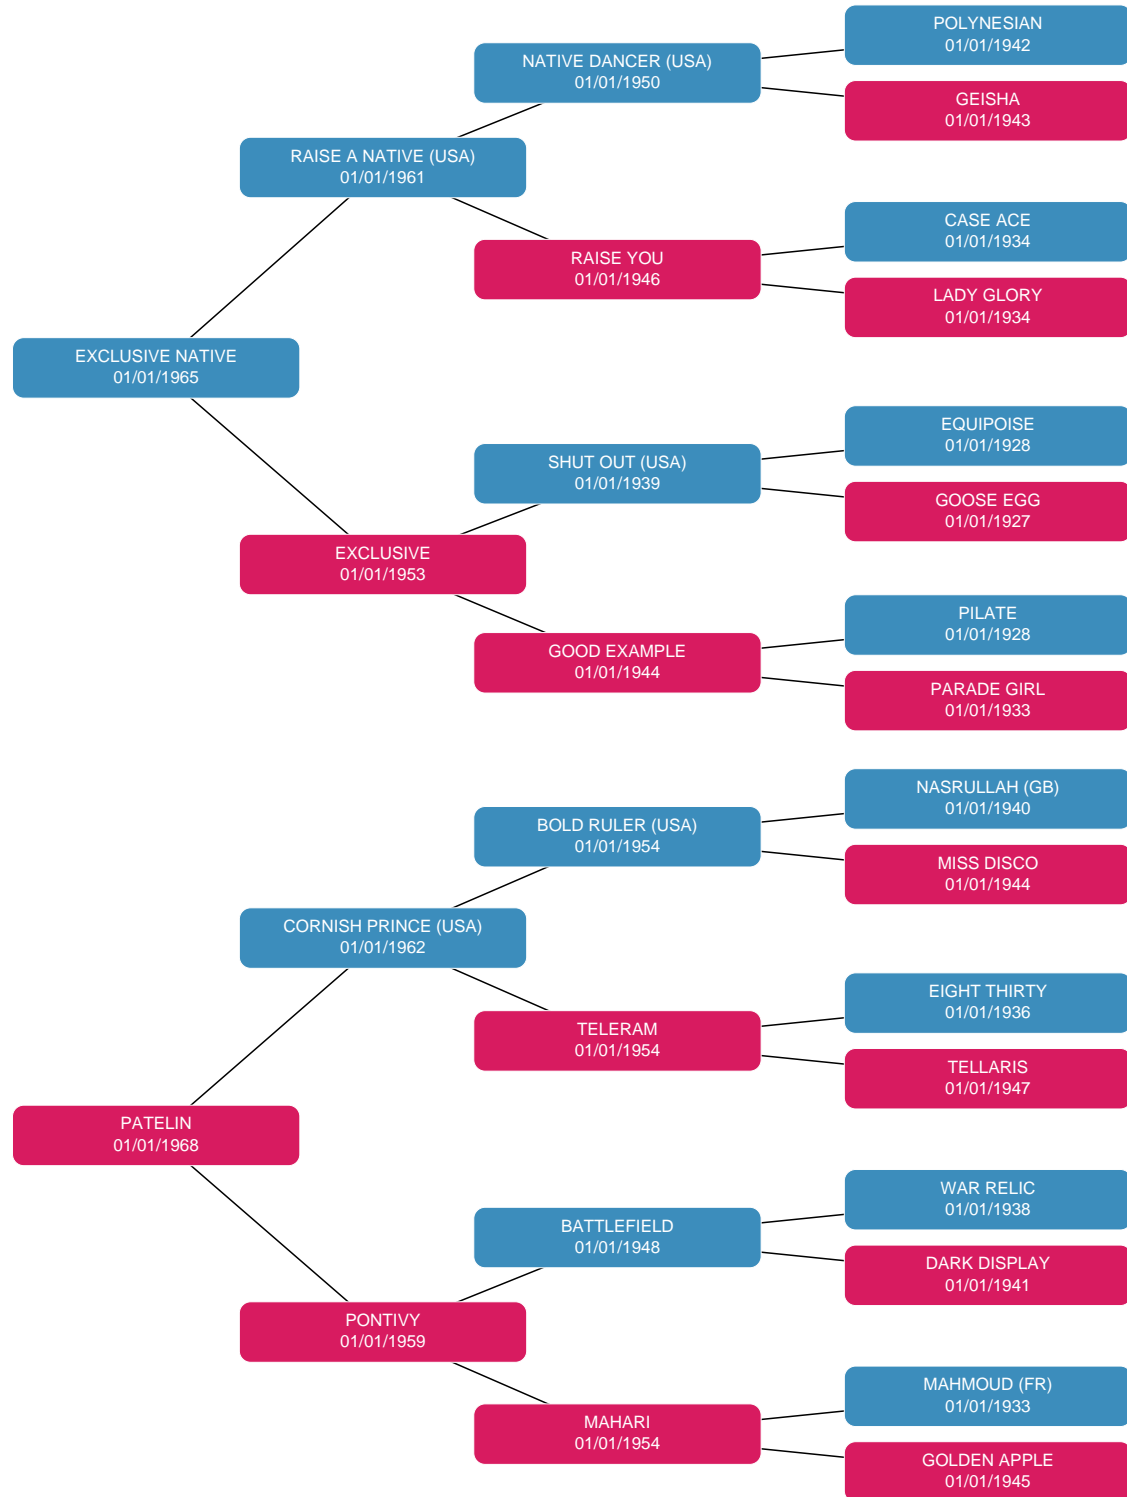 POLYNESIAN
01/01/1942
NATIVE DANCER (USA)
01/01/1950
GEISHA
01/01/1943
RAISE A NATIVE (USA)
01/01/1961
CASE ACE
01/01/1934
RAISE YOU
01/01/1946
LADY GLORY
01/01/1934
EXCLUSIVE NATIVE
01/01/1965
EQUIPOISE
01/01/1928
SHUT OUT (USA)
01/01/1939
GOOSE EGG
01/01/1927
EXCLUSIVE
01/01/1953
PILATE
01/01/1928
GOOD EXAMPLE
01/01/1944
PARADE GIRL
01/01/1933
NASRULLAH (GB)
01/01/1940
BOLD RULER (USA)
01/01/1954
MISS DISCO
01/01/1944
CORNISH PRINCE (USA)
01/01/1962
EIGHT THIRTY
01/01/1936
TELERAM
01/01/1954
TELLARIS
01/01/1947
PATELIN
01/01/1968
WAR RELIC
01/01/1938
BATTLEFIELD
01/01/1948
DARK DISPLAY
01/01/1941
PONTIVY
01/01/1959
MAHMOUD (FR)
01/01/1933
MAHARI
01/01/1954
GOLDEN APPLE
01/01/1945